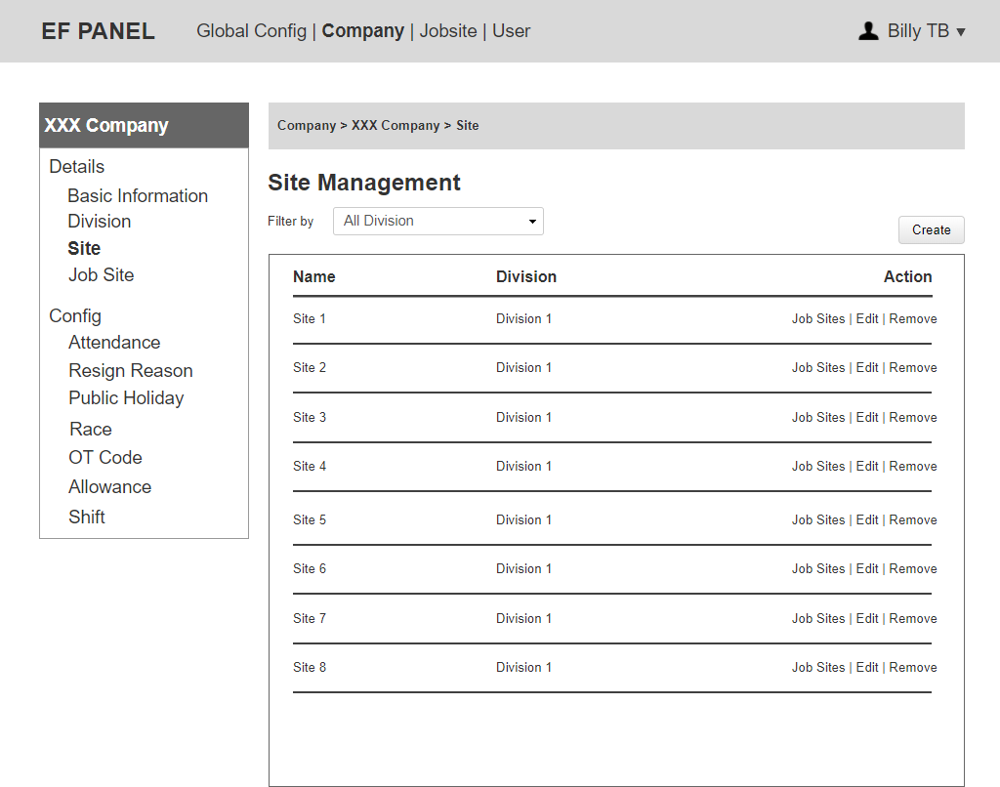 EF PANEL Global Config | Company | Jobsite | User Billy TB ▼
XXX Company
Details
Basic Information
Division
Site
Job Site
Config
Attendance
Resign Reason
Public Holiday
Race
OT Code
Allowance
Shift
Company > XXX Company > Site
Site Management
Filter by All Division
Create
Name Division Action
Site 1 Division 1 Job Sites | Edit | Remove
Site 2 Division 1 Job Sites | Edit | Remove
Site 3 Division 1 Job Sites | Edit | Remove
Site 4 Division 1 Job Sites | Edit | Remove
Site 5 Division 1 Job Sites | Edit | Remove
Site 6 Division 1 Job Sites | Edit | Remove
Site 7 Division 1 Job Sites | Edit | Remove
Site 8 Division 1 Job Sites | Edit | Remove